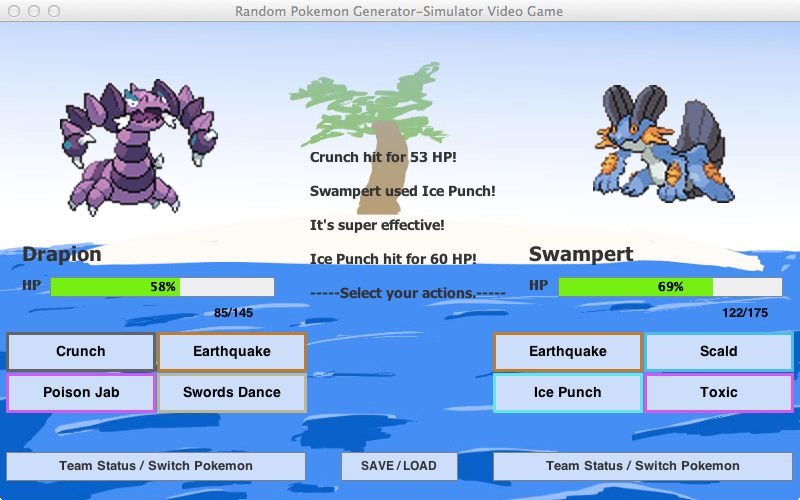 Random Pokemon Generator-Simulator Video Game
Crunch hit for 53 HP!
Swampert used Ice Punch!
It's super effective!
Ice Punch hit for 60 HP!
-----Select your actions.-----
Drapion
HP 58%
85/145
Swampert
HP 69%
122/175
Crunch Earthquake
Poison Jab Swords Dance
Earthquake Scald
Ice Punch Toxic
Team Status / Switch Pokemon
SAVE / LOAD
Team Status / Switch Pokemon